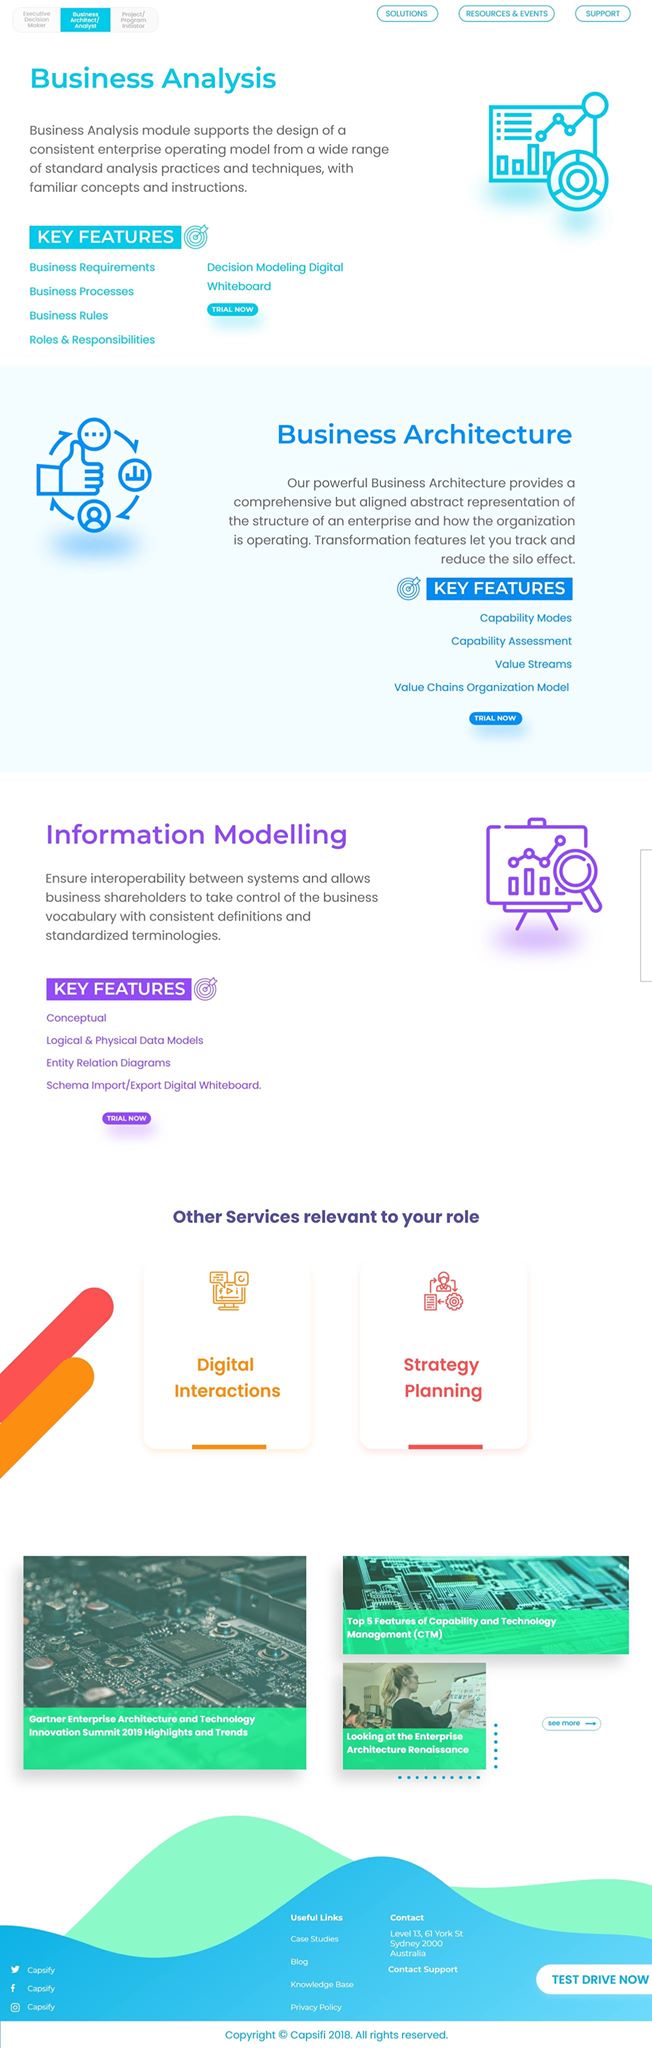 Executive
Decision
Maker
Business
Architect/
Analyst
Project/
Program
Initiator
SOLUTIONS
RESOURCES & EVENTS
SUPPORT
Business Analysis
Business Analysis module supports the design of a
consistent enterprise operating model from a wide range
of standard analysis practices and techniques, with
familiar concepts and instructions.
KEY FEATURES
Business Requirements
Business Processes
Business Rules
Roles & Responsibilities
Decision Modeling Digital
Whiteboard
TRIAL NOW
Business Architecture
Our powerful Business Architecture provides a
comprehensive but aligned abstract representation of
the structure of an enterprise and how the organization
is operating. Transformation features let you track and
reduce the silo effect.
KEY FEATURES
Capability Modes
Capability Assessment
Value Streams
Value Chains Organization Model
TRIAL NOW
Information Modelling
Ensure interoperability between systems and allows
business shareholders to take control of the business
vocabulary with consistent definitions and
standardized terminologies.
KEY FEATURES
Conceptual
Logical & Physical Data Models
Entity Relation Diagrams
Schema Import/Export Digital Whiteboard.
TRIAL NOW
Other Services relevant to your role
Digital
Interactions
Strategy
Planning
Gartner Enterprise Architecture and Technology
Innovation Summit 2019 Highlights and Trends
Top 5 Features of Capability and Technology
Management (CTM)
Looking at the Enterprise
Architecture Renaissance
see more
Capsify
Capsify
Capsify
Useful Links
Case Studies
Blog
Knowledge Base
Privacy Policy
Contact
Level 13, 61 York St
Sydney 2000
Australia
Contact Support
TEST DRIVE NOW
Copyright © Capsifi 2018. All rights reserved.